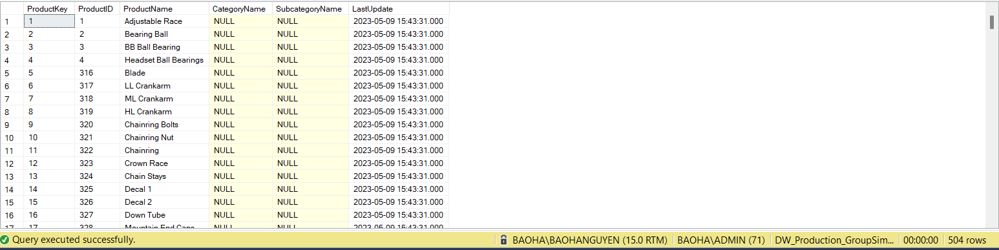 ProductKey ProductID ProductName CategoryName SubcategoryName LastUpdate
1 1 1 Adjustable Race NULL NULL 2023-05-09 15:43:31.000
2 2 2 Bearing Ball NULL NULL 2023-05-09 15:43:31.000
3 3 3 BB Ball Bearing NULL NULL 2023-05-09 15:43:31.000
4 4 4 Headset Ball Bearings NULL NULL 2023-05-09 15:43:31.000
5 5 316 Blade NULL NULL 2023-05-09 15:43:31.000
6 6 317 LL Crankarm NULL NULL 2023-05-09 15:43:31.000
7 7 318 ML Crankarm NULL NULL 2023-05-09 15:43:31.000
8 8 319 HL Crankarm NULL NULL 2023-05-09 15:43:31.000
9 9 320 Chainring Bolts NULL NULL 2023-05-09 15:43:31.000
10 10 321 Chainring Nut NULL NULL 2023-05-09 15:43:31.000
11 11 322 Chainring NULL NULL 2023-05-09 15:43:31.000
12 12 323 Crown Race NULL NULL 2023-05-09 15:43:31.000
13 13 324 Chain Stays NULL NULL 2023-05-09 15:43:31.000
14 14 325 Decal 1 NULL NULL 2023-05-09 15:43:31.000
15 15 326 Decal 2 NULL NULL 2023-05-09 15:43:31.000
16 16 327 Down Tube NULL NULL 2023-05-09 15:43:31.000
17 17 328 Mountain End Caps NULL NULL 2023-05-09 15:43:31.000
Query executed successfully. BAOHA\BAOHANGUYEN (15.0 RTM) BAOHA\ADMIN (71) DW_Production_GroupSim... 00:00:00 504 rows